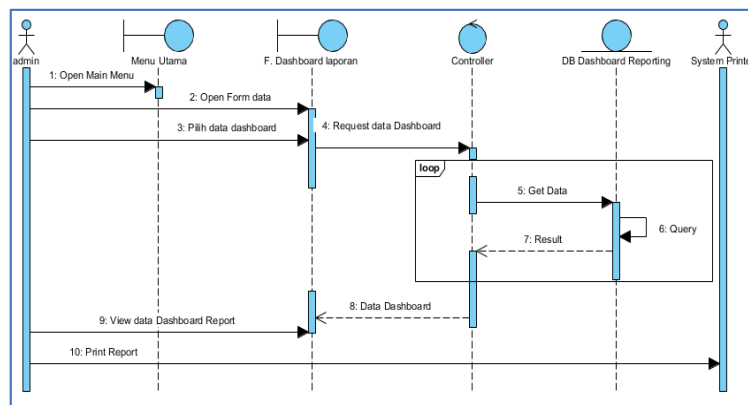 admin
Menu Utama
F. Dashboard laporan
Controller
DB Dashboard Reporting
System Printe
1: Open Main Menu
2: Open Form data
3: Pilih data dashboard
4: Request data Dashboard
loop
5: Get Data
6: Query
7: Result
8: Data Dashboard
9: View data Dashboard Report
10: Print Report